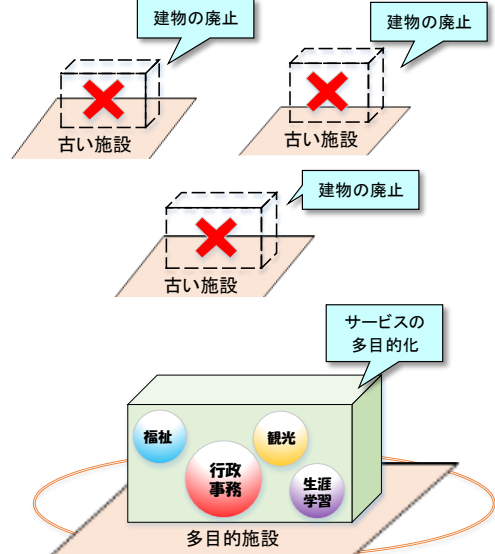 建物の廃止
建物の廃止
古い施設
古い施設
建物の廃止
古い施設
サービスの
多目的化
福祉
観光
行政
事務
生涯
学習
多目的施設